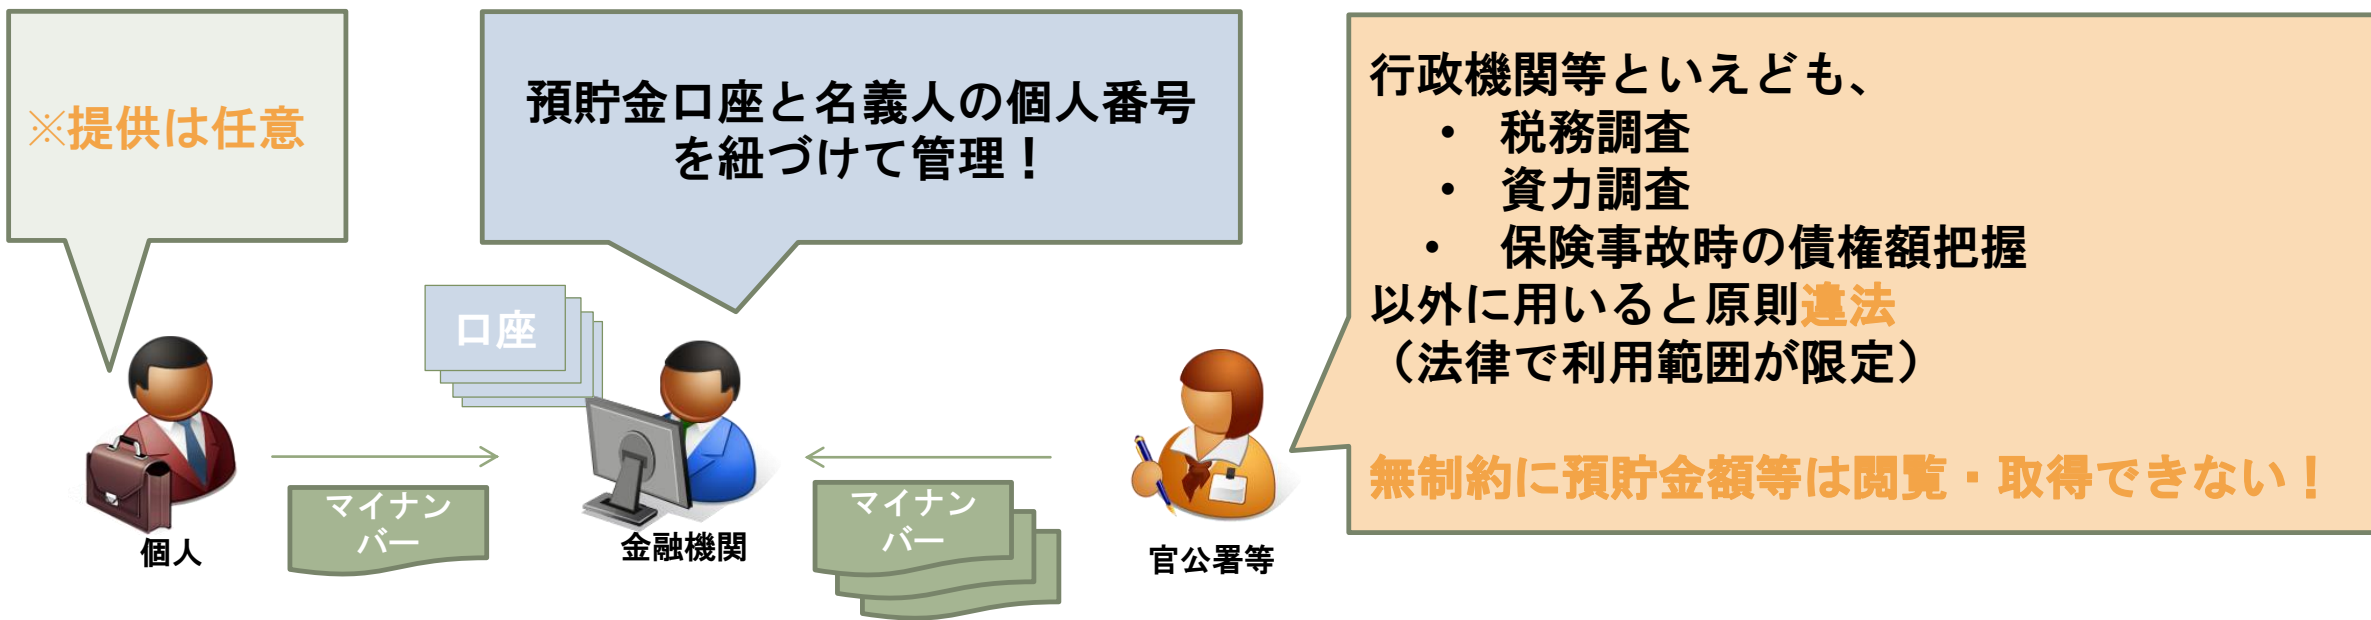 ※提供は任意
預貯金口座と名義人の個人番号
を紐づけて管理！
行政機関等といえども、
・ 税務調査
・ 資力調査
・ 保険事故時の債権額把握
以外に用いると原則違法
（法律で利用範囲が限定）
無制約に預貯金額等は閲覧・取得できない！
口座
マイナン
バー
マイナン
バー
個人
金融機関
官公署等